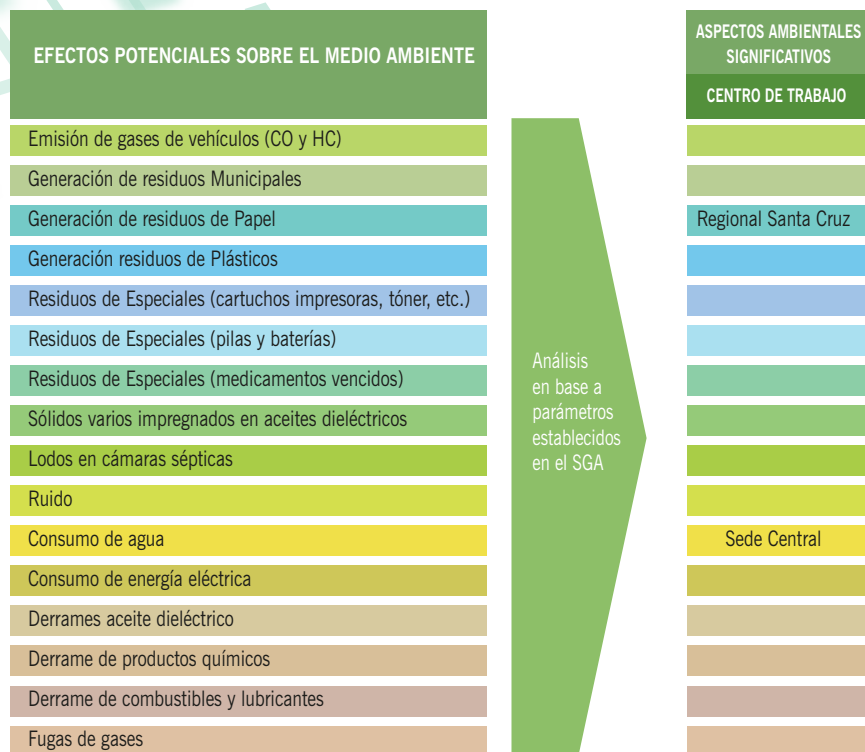 EFECTOS POTENCIALES SOBRE EL MEDIO AMBIENTE
ASPECTOS AMBIENTALES
SIGNIFICATIVOS
CENTRO DE TRABAJO
Emisión de gases de vehículos (CO y HC)
Generación de residuos Municipales
Generación de residuos de Papel
Regional Santa Cruz
Generación residuos de Plásticos
Residuos de Especiales (cartuchos impresoras, tóner, etc.)
Residuos de Especiales (pilas y baterías)
Residuos de Especiales (medicamentos vencidos)
Sólidos varios impregnados en aceites dieléctricos
Lodos en cámaras sépticas
Ruido
Consumo de agua
Sede Central
Consumo de energía eléctrica
Derrames aceite dieléctrico
Derrame de productos químicos
Derrame de combustibles y lubricantes
Fugas de gases
Análisis
en base a
parámetros
establecidos
en el SGA